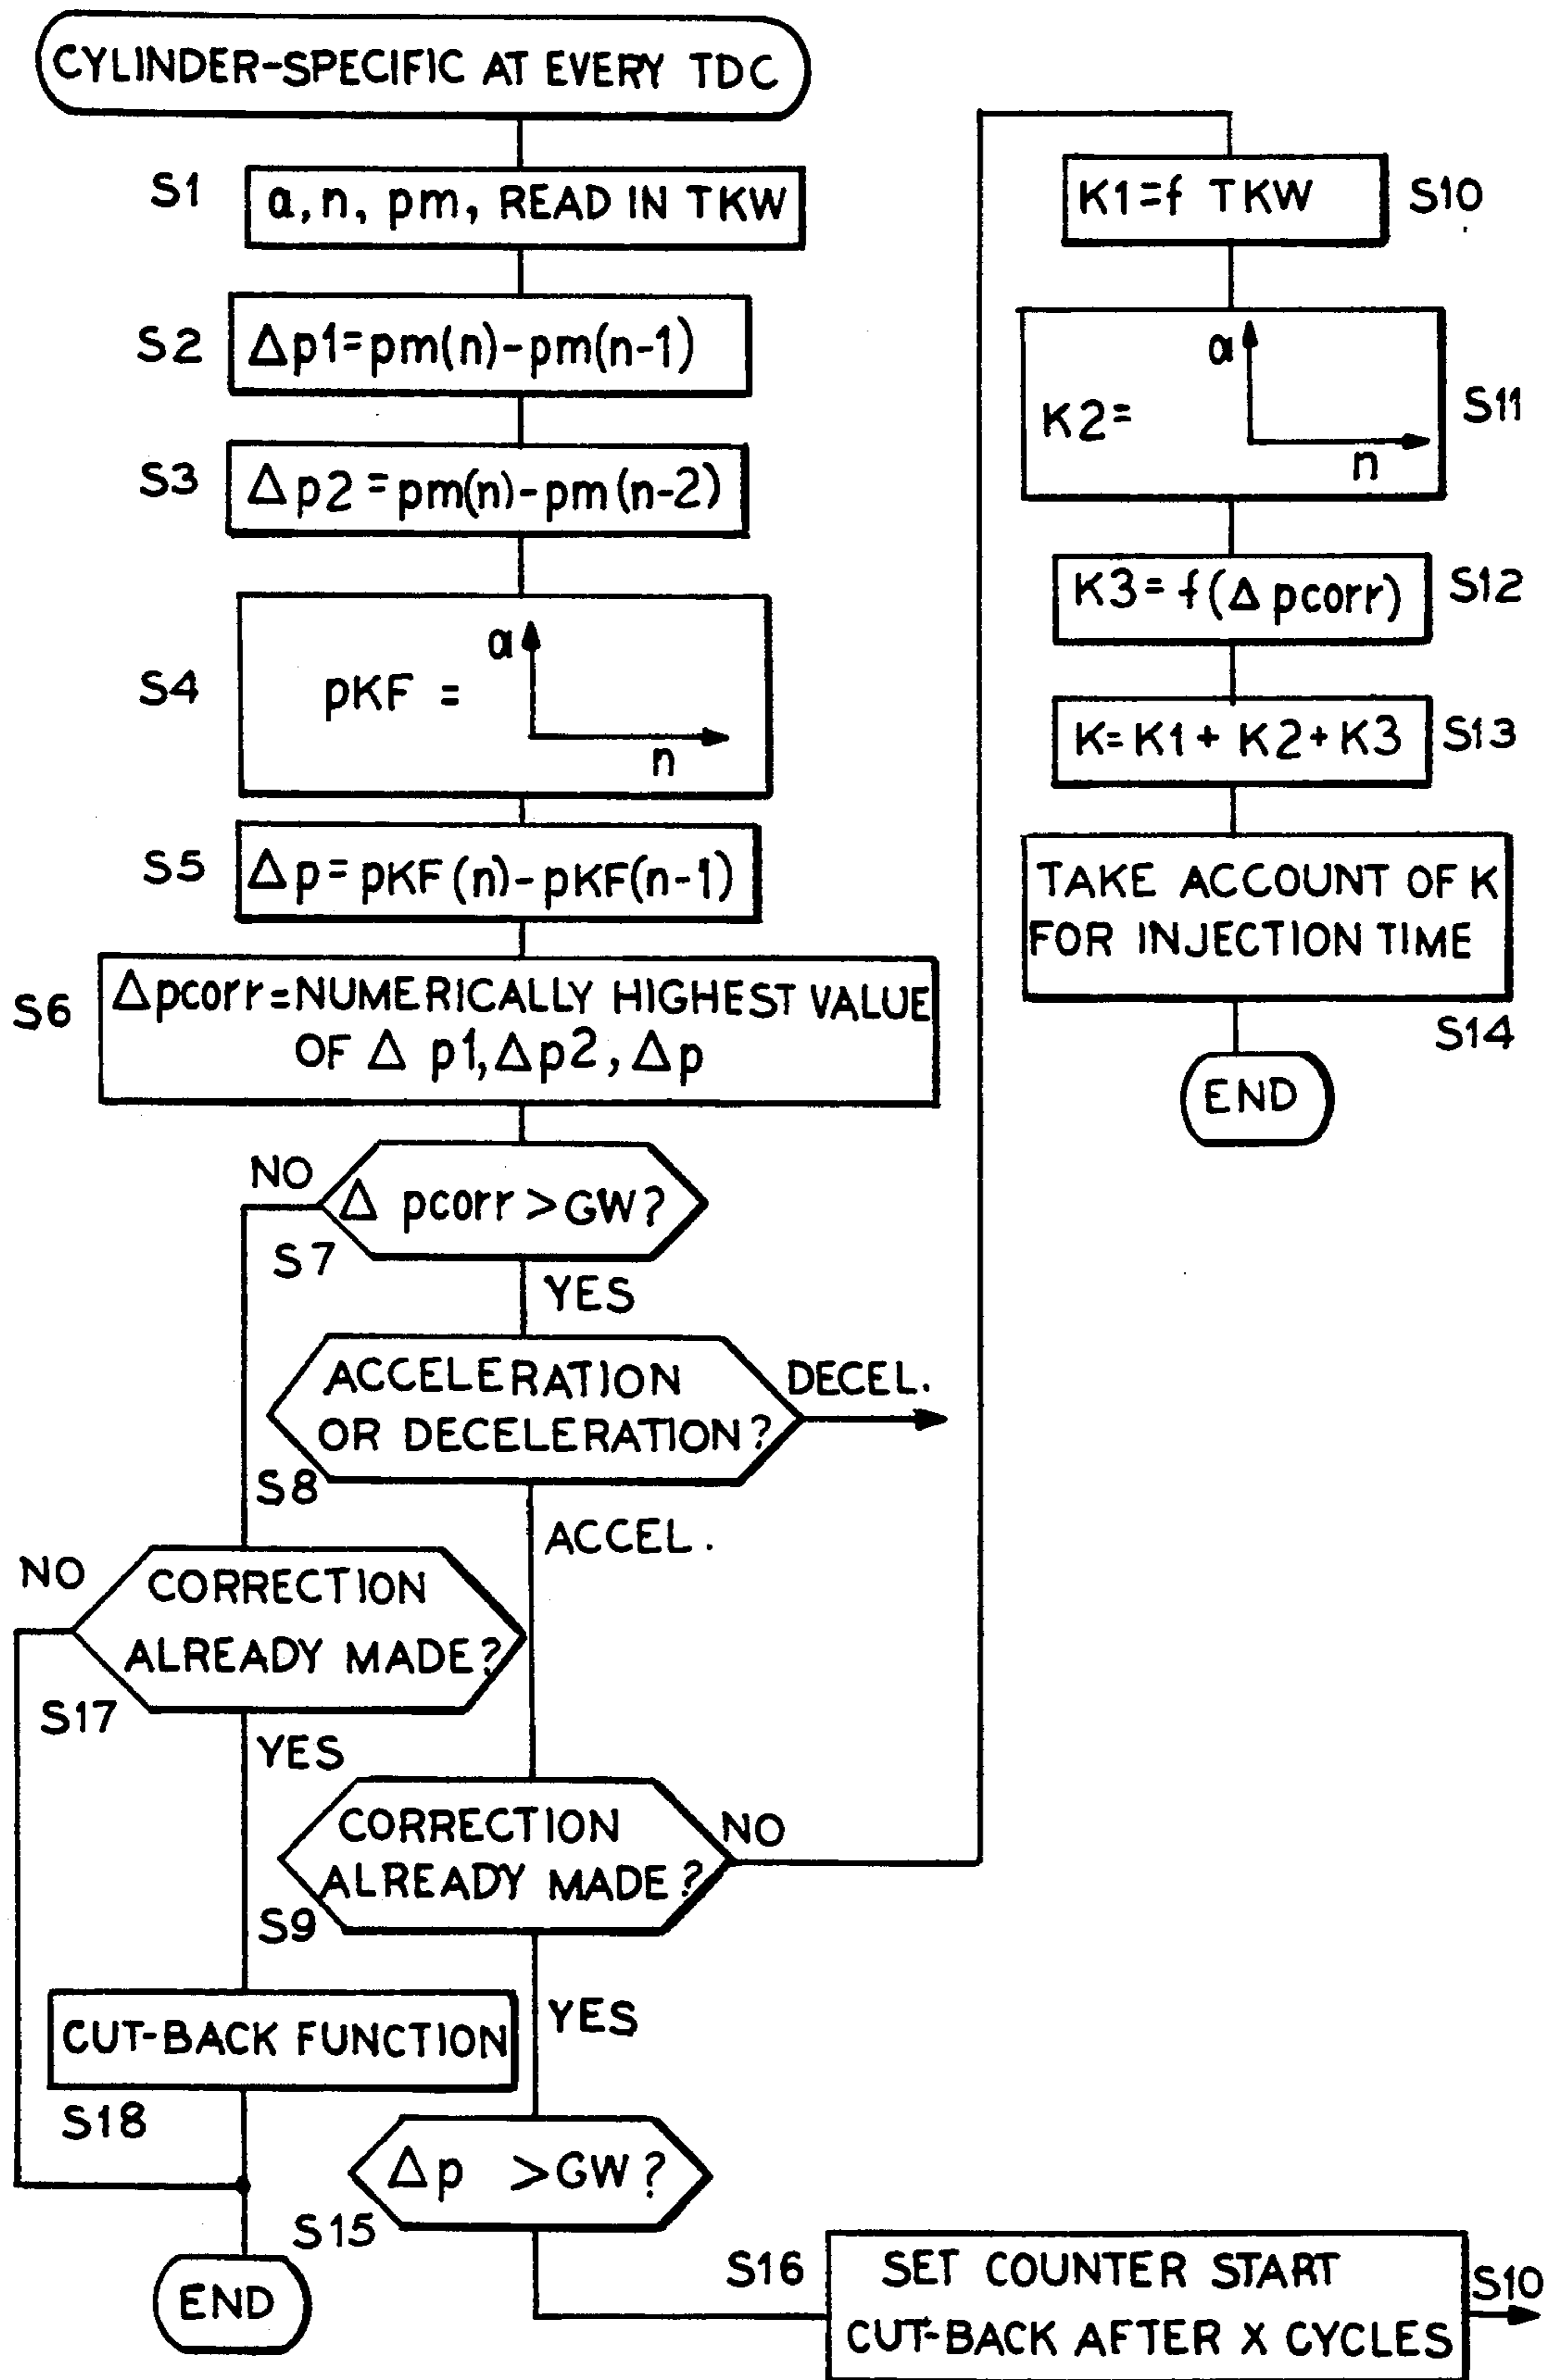 CYLINDER-SPECIFIC AT EVERY TDC
S1
α, n, pm, READ IN TKW
S2
Δp1=pm(n)-pm(n-1)
S3
Δp2=pm(n)-pm(n-2)
S4
pKF =
α
n
S5
Δp=pKF(n)-pKF(n-1)
S6
Δpcorr=NUMERICALLY HIGHEST VALUE
OF Δ p1, Δp2, Δp
NO
Δ pcorr >GW?
S7
YES
ACCELERATION
OR DECELERATION?
DECEL.
S8
ACCEL.
NO
CORRECTION
ALREADY MADE?
S17
YES
CORRECTION
ALREADY MADE?
NO
S9
YES
CUT-BACK FUNCTION
S18
Δp >GW?
S15
END
S16
SET COUNTER START
CUT-BACK AFTER X CYCLES
S10
K1=f TKW
S10
K2=
α
n
S11
K3=f(Δ pcorr)
S12
K=K1+ K2+K3
S13
TAKE ACCOUNT OF K
FOR INJECTION TIME
S14
END